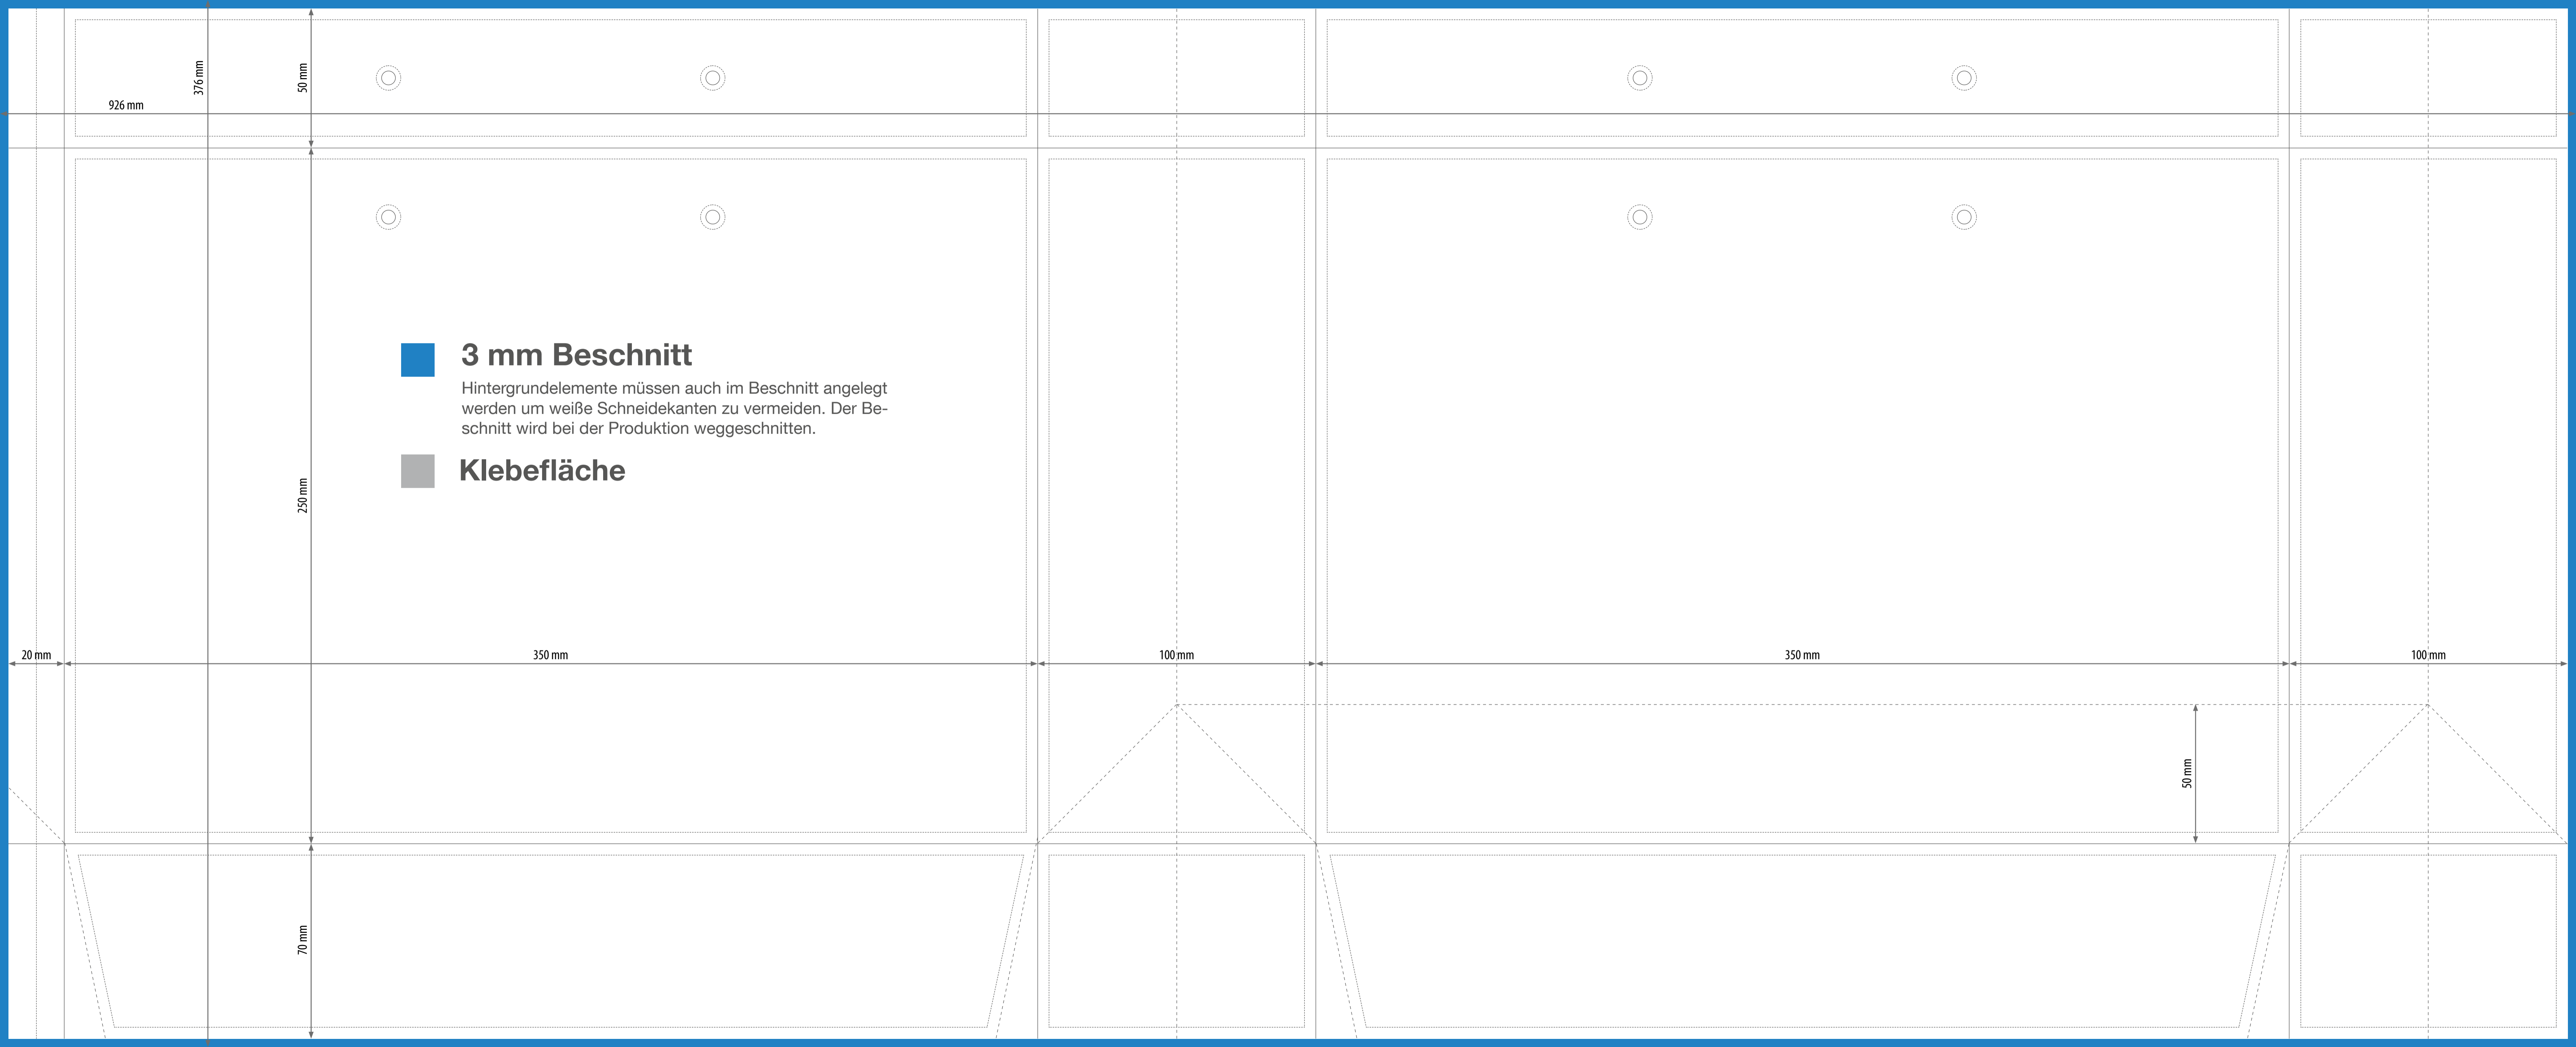 376 mm
50 mm
926 mm
3 mm Beschnitt
Hintergrundelemente müssen auch im Beschnitt angelegt
werden um weiße Schneidekanten zu vermeiden. Der Be-
schnitt wird bei der Produktion weggeschnitten.
Klebefläche
250 mm
20 mm
350 mm
100 mm
350 mm
100 mm
50 mm
70 mm